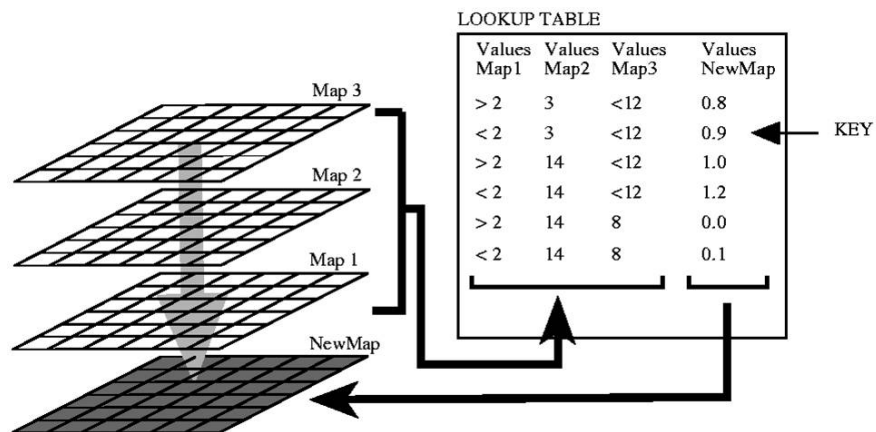 LOOKUP TABLE
Values Values Values Values
Map1 Map2 Map3 NewMap
> 2 3 <12 0.8
< 2 3 <12 0.9
> 2 14 <12 1.0
< 2 14 <12 1.2
> 2 14 8 0.0
< 2 14 8 0.1
KEY
Map 3
Map 2
Map 1
NewMap